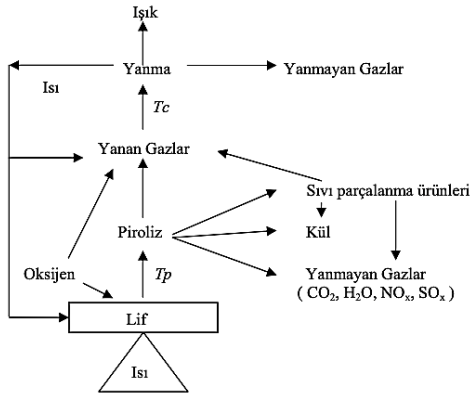 Işık
Yanma
Yanmayan Gazlar
Isı
Tc
Yanan Gazlar
Sıvı parçalanma ürünleri
Piroliz
Kül
Oksijen
Tp
Yanmayan Gazlar
( CO₂, H₂O, NOₓ, SOₓ )
Lif
Isı